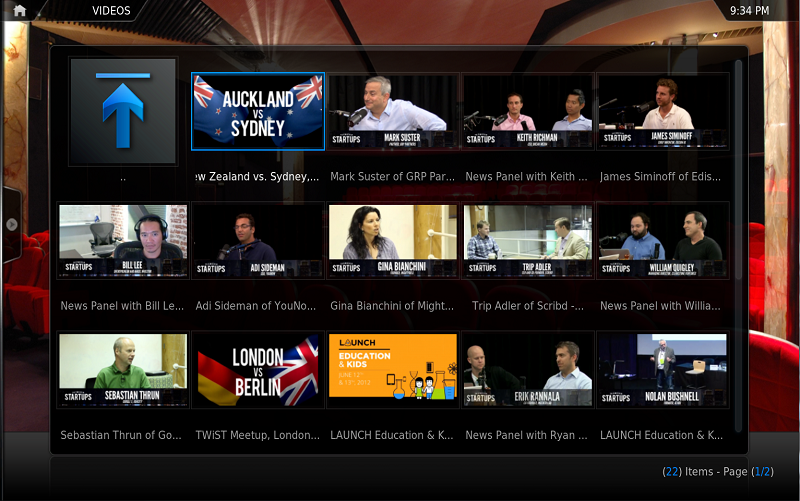 VIDEOS
9:34 PM
AUCKLAND
VS
SYDNEY
MARK SUSTER
STARTUPS
KEITH RICHMAN
STARTUPS
JAMES SIMINOFF
STARTUPS
..
ew Zealand vs. Sydney,...
Mark Suster of GRP Par...
News Panel with Keith ...
James Siminoff of Edis...
BILL LEE
STARTUPS
ADI SIDEMAN
STARTUPS
GINA BIANCHINI
STARTUPS
TRIP ADLER
STARTUPS
WILLIAM QUIGLEY
STARTUPS
News Panel with Bill Le...
Adi Sideman of YouNo...
Gina Bianchini of Might...
Trip Adler of Scribd -...
News Panel with Willia...
SEBASTIAN THRUN
STARTUPS
LONDON
VS
BERLIN
LAUNCH
EDUCATION
& KIDS
JUNE 12TH
& 13TH, 2012
ERIK RANNALA
STARTUPS
NOLAN BUSHNELL
STARTUPS
Sebastian Thrun of Go...
TWiST Meetup, London...
LAUNCH Education & K...
News Panel with Ryan ...
LAUNCH Education & K...
(22) Items - Page (1/2)